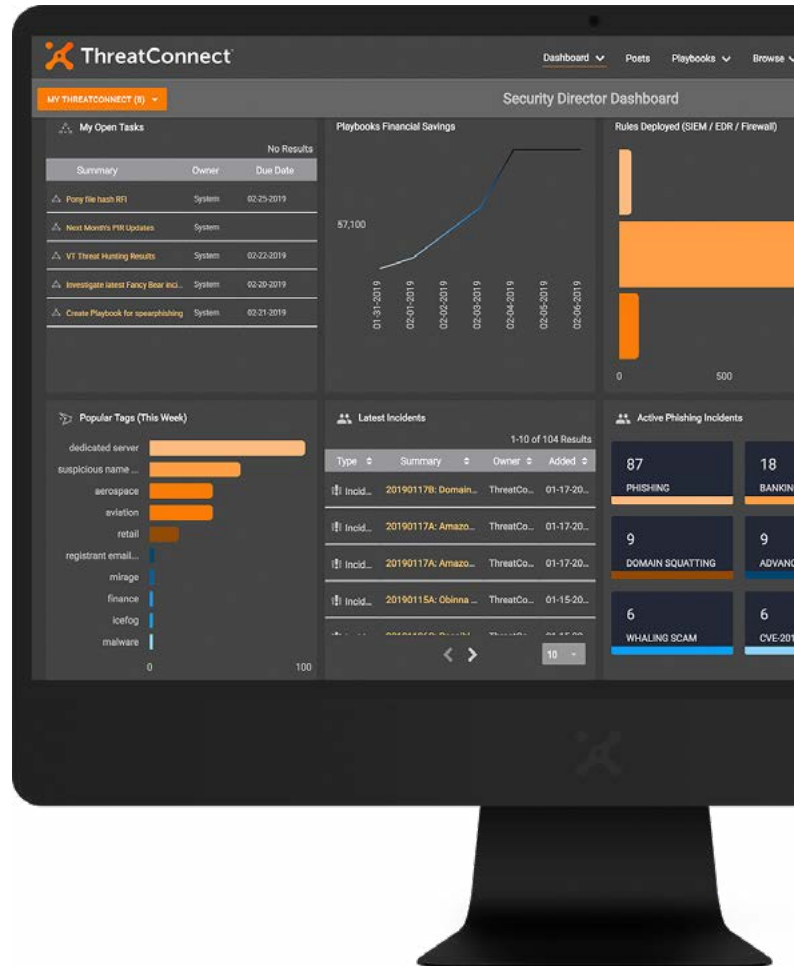 ThreatConnect
Dashboard
Posts
Playbooks
Browse
MY THREATCONNECT (5)
Security Director Dashboard
My Open Tasks
No Results
Summary Owner Due Date
Pony file hash RFI System 02-25-2019
Next Month's PIR Updates System
VT Threat Hunting Results System 02-22-2019
Investigate latest Fancy Bear inci... System 02-20-2019
Create Playbook for spearphishing System 02-21-2019
Playbooks Financial Savings
57,100
01-31-2019
02-01-2019
02-02-2019
02-03-2019
02-04-2019
02-05-2019
02-06-2019
Rules Deployed (SIEM / EDR / Firewall)
0 500
Popular Tags (This Week)
dedicated server
suspicious name ...
aerospace
aviation
retail
registrant email...
mirage
finance
icefog
malware
0 100
Latest Incidents
1-10 of 104 Results
Type Summary Owner Added
Incid... 20190117B: Domain... ThreatCo... 01-17-20...
Incid... 20190117A: Amazo... ThreatCo... 01-17-20...
Incid... 20190117A: Amazo... ThreatCo... 01-17-20...
Incid... 20190115A: Obinna ... ThreatCo... 01-15-20...
10
Active Phishing Incidents
87
PHISHING
18
BANKIN
9
DOMAIN SQUATTING
9
ADVANC
6
WHALING SCAM
6
CVE-201